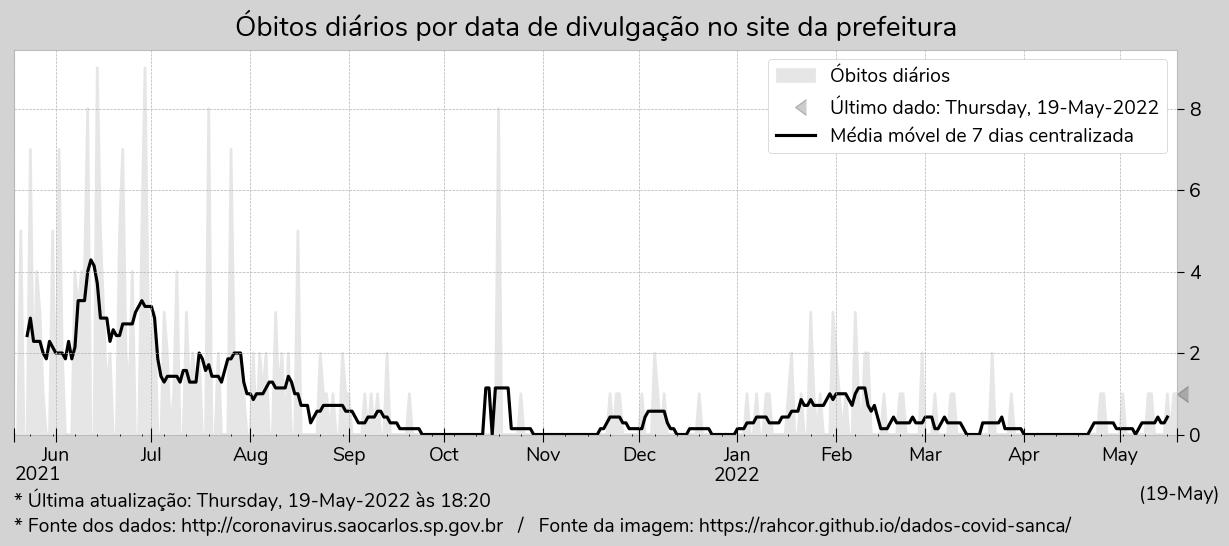 Óbitos diários por data de divulgação no site da prefeitura
Óbitos diários
Último dado: Thursday, 19-May-2022
Média móvel de 7 dias centralizada
8
6
4
2
0
Jun Jul Aug Sep Oct Nov Dec Jan Feb Mar Apr May
2021 2022
(19-May)
* Última atualização: Thursday, 19-May-2022 às 18:20
* Fonte dos dados: http://coronavirus.saocarlos.sp.gov.br / Fonte da imagem: https://rahcor.github.io/dados-covid-sanca/